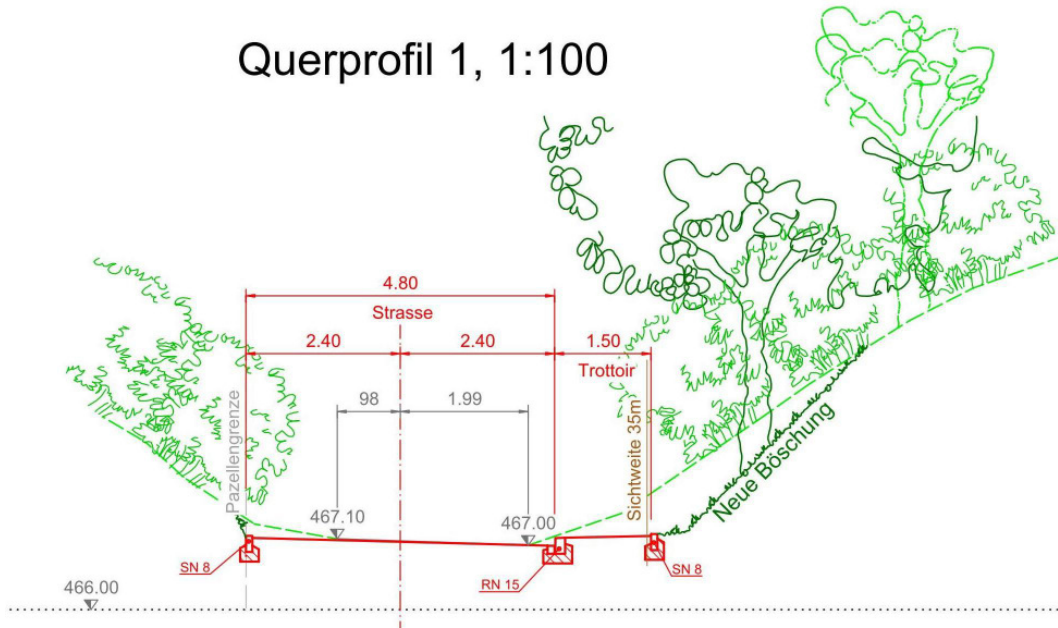 Querprofil 1, 1:100
4.80
Strasse
2.40 2.40 1.50
Trottoir
98 1.99
Pazellengrenze
Sichtweite 35m
Neue Böschung
467.10 467.00
SN 8 RN 15 SN 8
466.00